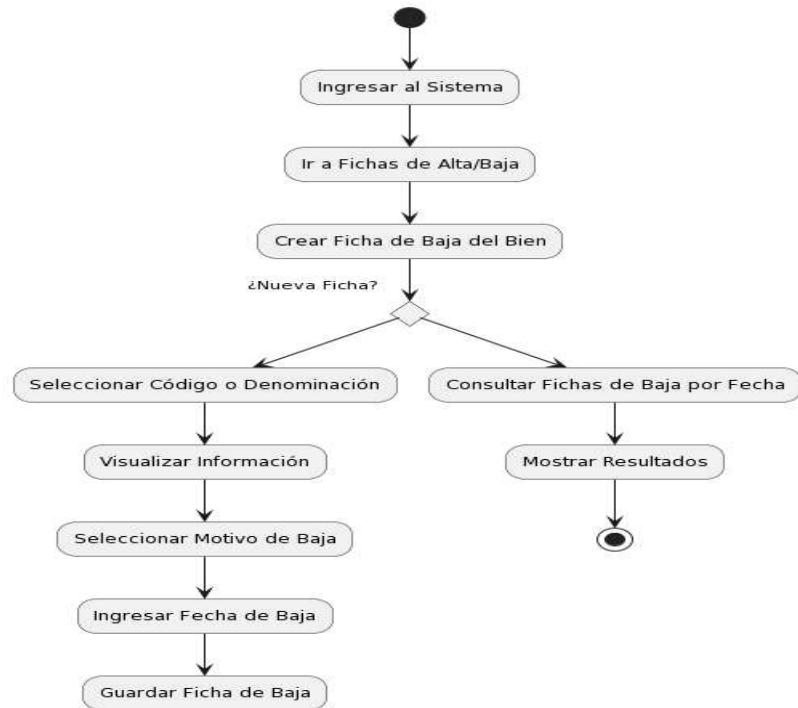 Ingresar al Sistema
Ir a Fichas de Alta/Baja
Crear Ficha de Baja del Bien
¿Nueva Ficha?
Seleccionar Código o Denominación
Visualizar Información
Seleccionar Motivo de Baja
Ingresar Fecha de Baja
Guardar Ficha de Baja
Consultar Fichas de Baja por Fecha
Mostrar Resultados